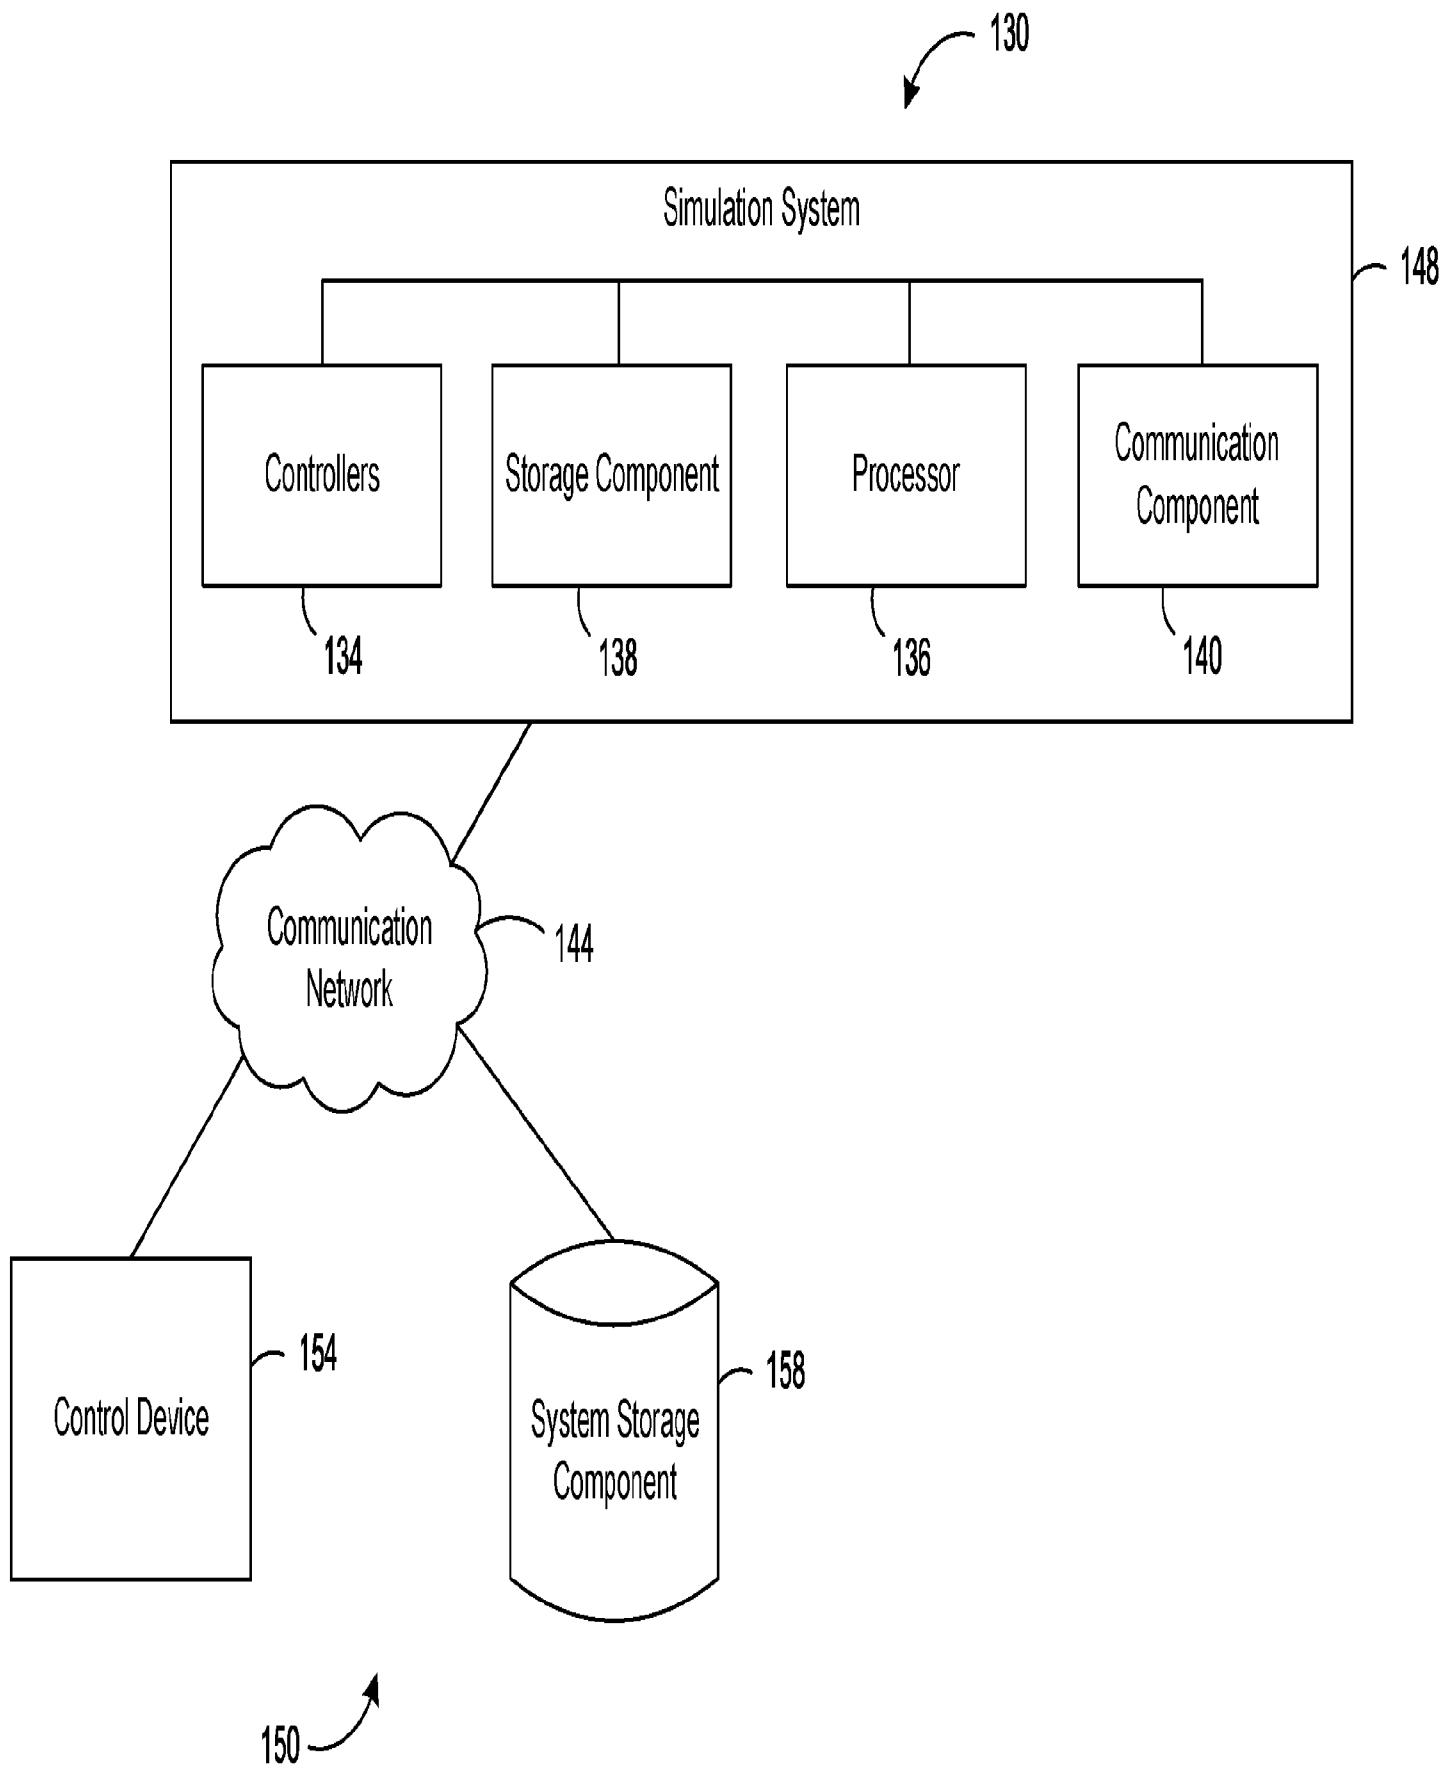 130
Simulation System
148
Controllers
Storage Component
Processor
Communication
Component
134
138
136
140
Communication
Network
144
154
Control Device
158
System Storage
Component
150